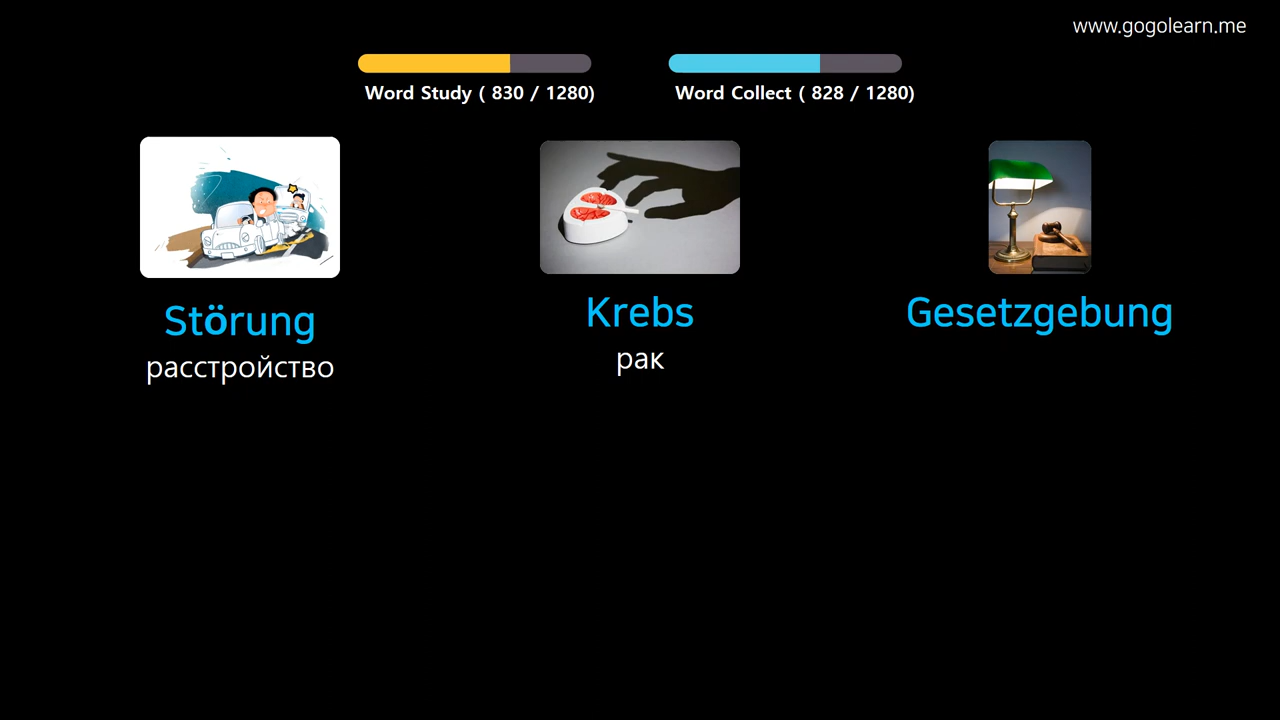 www.gogolearn.me
Word Study ( 830 / 1280)
Word Collect ( 828 / 1280)
Störung
расстройство
Krebs
рак
Gesetzgebung